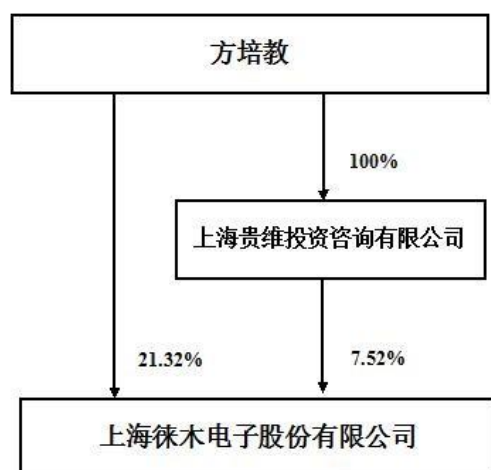 方培教
100%
上海贵维投资咨询有限公司
21.32%
7.52%
上海徕木电子股份有限公司